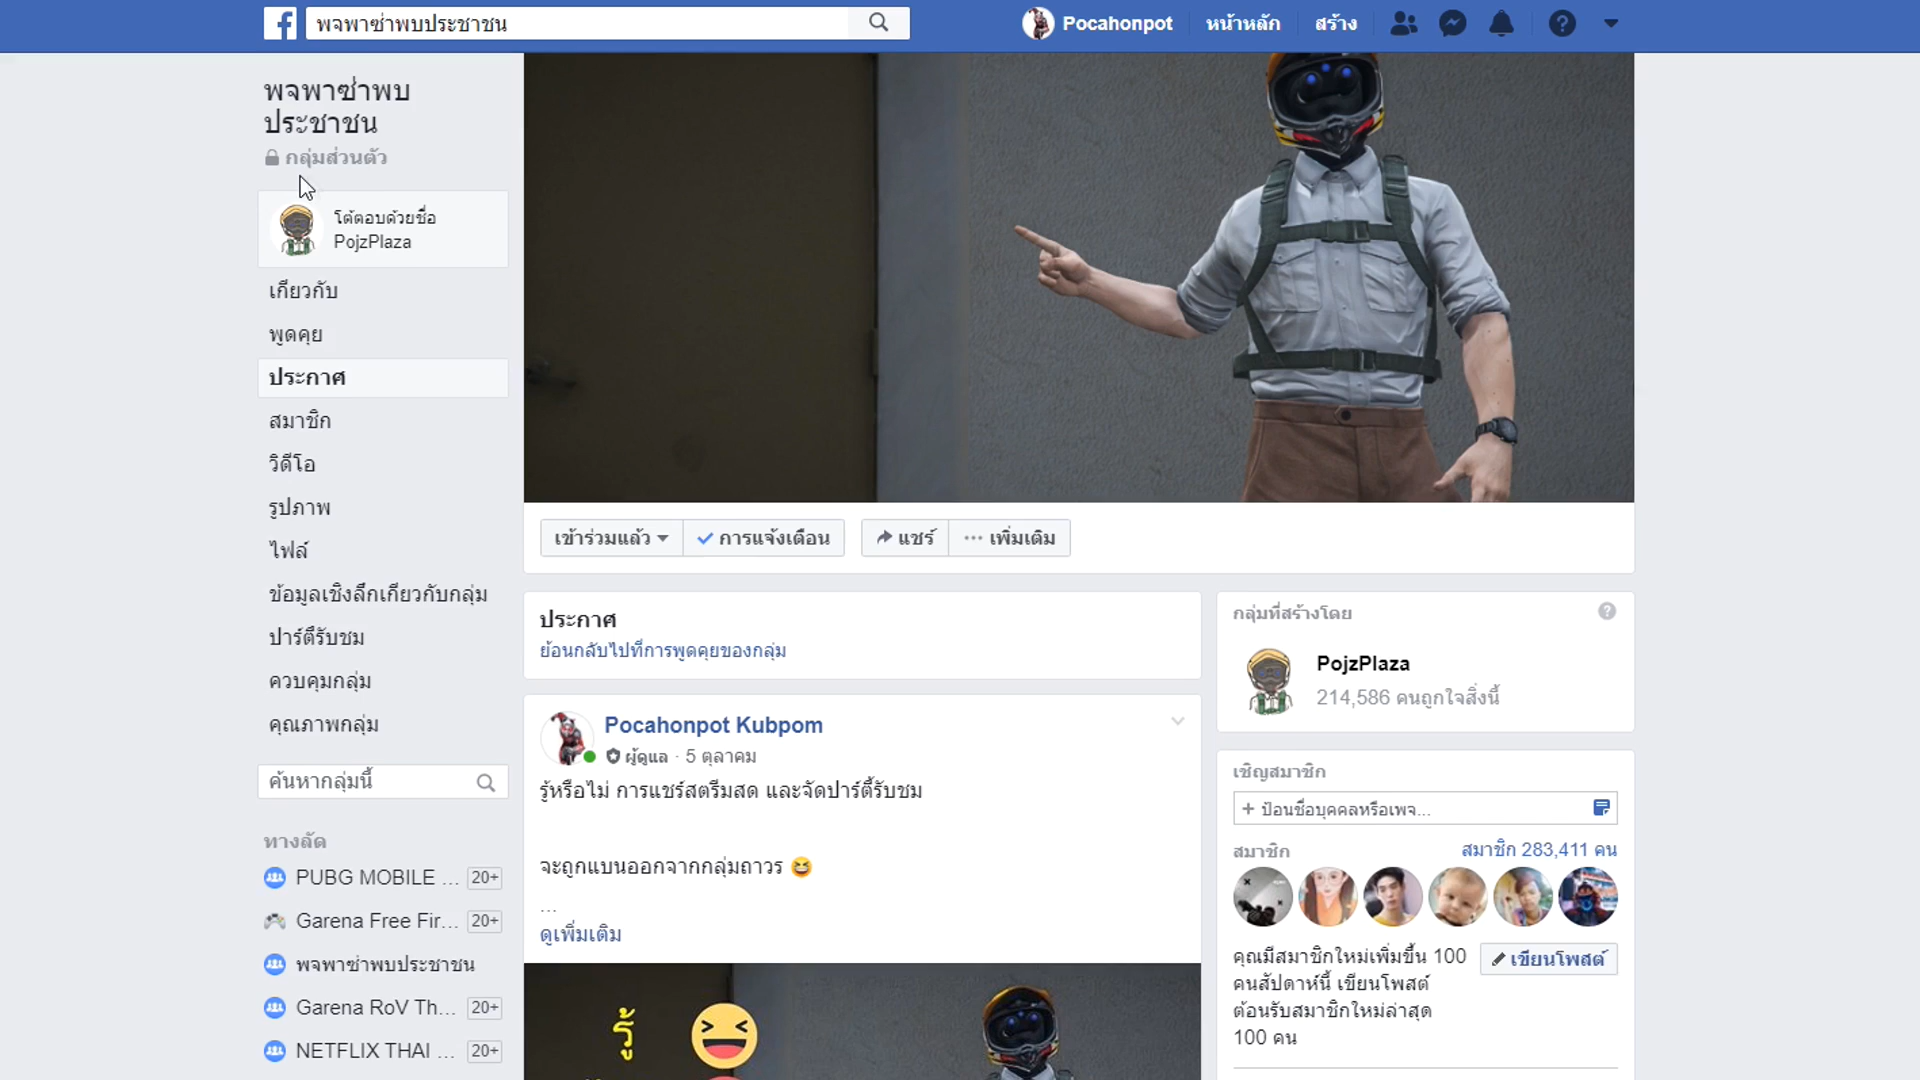 พจพาซ่าพบประชาชน
Pocahonpot
หน้าหลัก
สร้าง
พจพาซ่าพบ
ประชาชน
กลุ่มส่วนตัว
โต้ตอบด้วยชื่อ
PojzPlaza
เกี่ยวกับ
พูดคุย
ประกาศ
สมาชิก
วิดีโอ
รูปภาพ
ไฟล์
ข้อมูลเชิงลึกเกี่ยวกับกลุ่ม
ปาร์ตี้รับชม
ควบคุมกลุ่ม
คุณภาพกลุ่ม
ค้นหากลุ่มนี้
ทางลัด
PUBG MOBILE ... 20+
Garena Free Fir... 20+
พจพาซ่าพบประชาชน
Garena RoV Th... 20+
NETFLIX THAI ... 20+
เข้าร่วมแล้ว
การแจ้งเตือน
แชร์
เพิ่มเติม
ประกาศ
ย้อนกลับไปที่การพูดคุยของกลุ่ม
Pocahonpot Kubpom
ผู้ดูแล · 5 ตุลาคม
รู้หรือไม่ การแชร์สตรีมสด และจัดปาร์ตี้รับชม
จะถูกแบนออกจากกลุ่มถาวร 😆
...
ดูเพิ่มเติม
รู้
กลุ่มที่สร้างโดย
PojzPlaza
214,586 คนถูกใจสิ่งนี้
เชิญสมาชิก
+ ป้อนชื่อบุคคลหรือเพจ...
สมาชิก
สมาชิก 283,411 คน
คุณมีสมาชิกใหม่เพิ่มขึ้น 100
คนสัปดาห์นี้ เขียนโพสต์
ต้อนรับสมาชิกใหม่ล่าสุด
100 คน
เขียนโพสต์